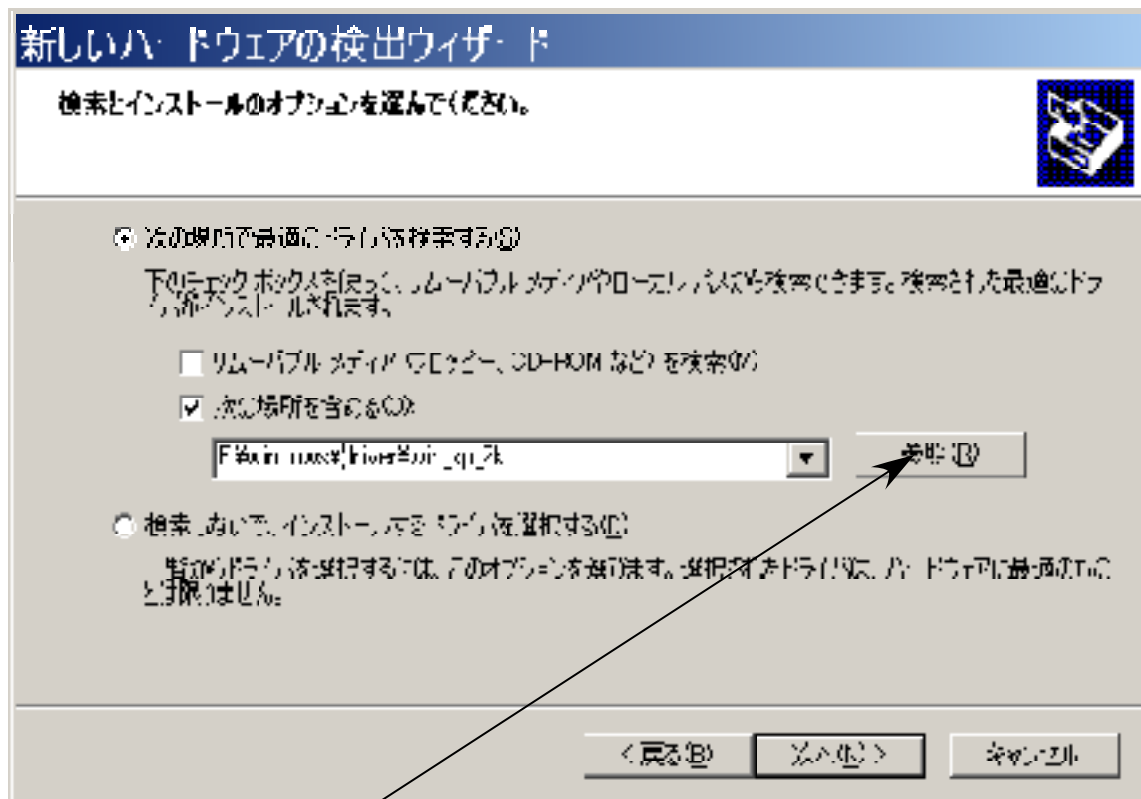 新しいハードウェアの検出ウィザード
検索とインストールのオプションを選んでください。
次の場所で最適のドライバを検索する(S)
下のチェック ボックスを使って、リムーバブル メディアやローカル パスから検索できます。検索された最適なドラ
イバがインストールされます。
リムーバブル メディア (フロッピー、CD-ROM など) を検索(M)
次の場所を含める(O):
参照(R)
検索しないで、インストールするドライバを選択する(D)
一覧からドライバを選択するには、このオプションを選びます。選択されたドライバは、ハードウェアに最適のもの
とは限りません。
< 戻る(B)
次へ(N) >
キャンセル